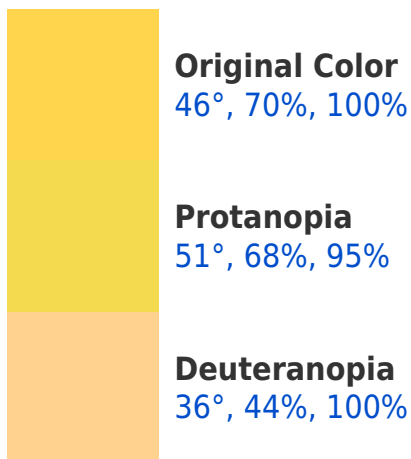 Original Color
46°, 70%, 100%
Protanopia
51°, 68%, 95%
Deuteranopia
36°, 44%, 100%